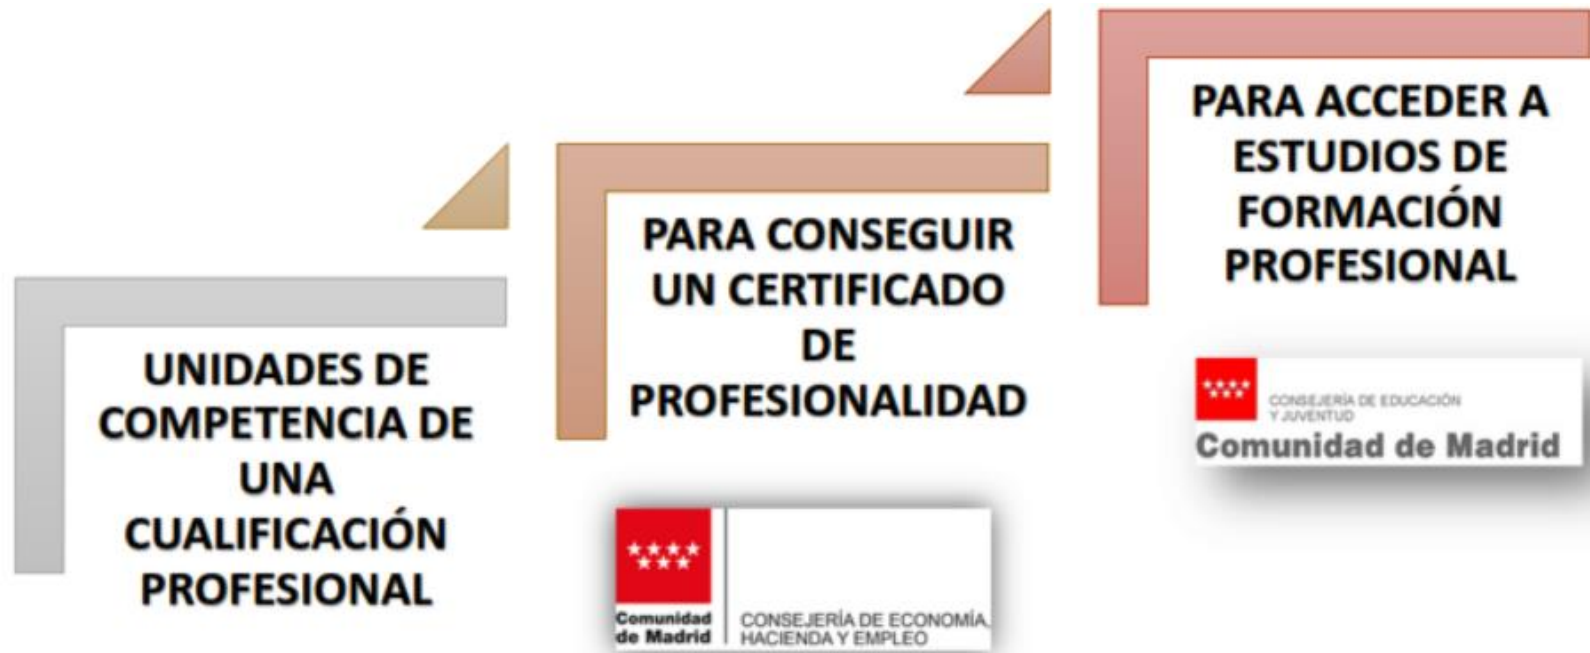 UNIDADES DE
COMPETENCIA DE
UNA
CUALIFICACIÓN
PROFESIONAL
PARA CONSEGUIR
UN CERTIFICADO
DE
PROFESIONALIDAD
Comunidad
de Madrid
CONSEJERÍA DE ECONOMÍA,
HACIENDA Y EMPLEO
PARA ACCEDER A
ESTUDIOS DE
FORMACIÓN
PROFESIONAL
CONSEJERÍA DE EDUCACIÓN
Y JUVENTUD
Comunidad de Madrid